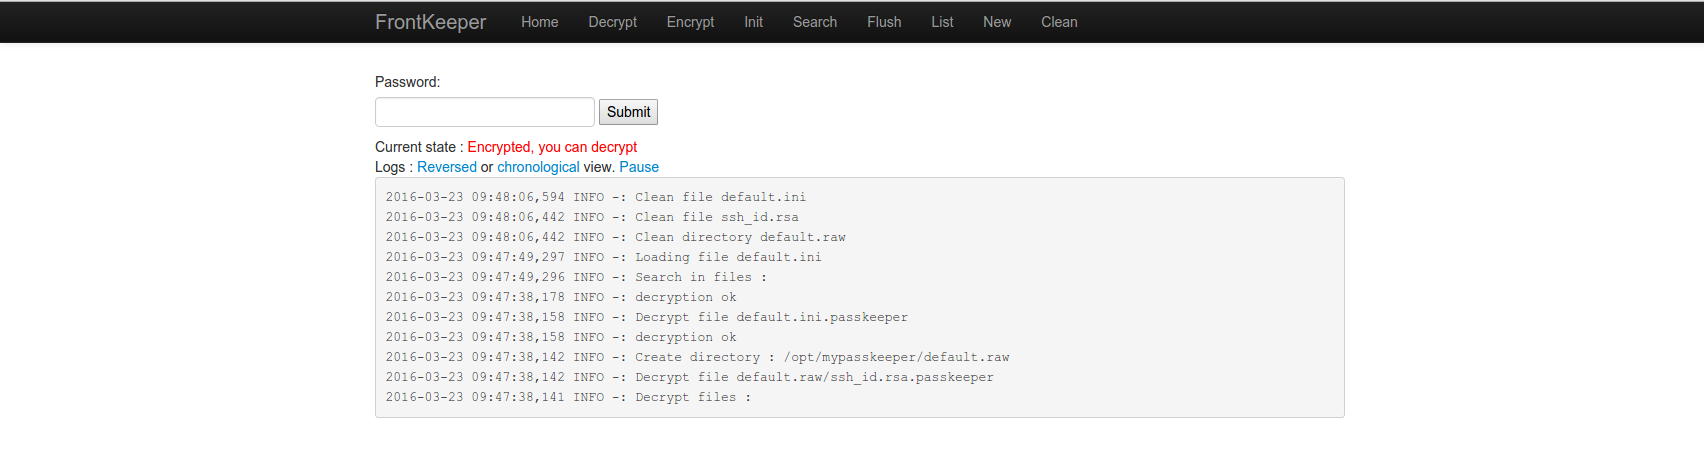 FrontKeeper Home Decrypt Encrypt Init Search Flush List New Clean
Password:
Submit
Current state : Encrypted, you can decrypt
Logs : Reversed or chronological view. Pause
2016-03-23 09:48:06,594 INFO -: Clean file default.ini
2016-03-23 09:48:06,442 INFO -: Clean file ssh_id.rsa
2016-03-23 09:48:06,442 INFO -: Clean directory default.raw
2016-03-23 09:47:49,297 INFO -: Loading file default.ini
2016-03-23 09:47:49,296 INFO -: Search in files :
2016-03-23 09:47:38,178 INFO -: decryption ok
2016-03-23 09:47:38,158 INFO -: Decrypt file default.ini.passkeeper
2016-03-23 09:47:38,158 INFO -: decryption ok
2016-03-23 09:47:38,142 INFO -: Create directory : /opt/mypasskeeper/default.raw
2016-03-23 09:47:38,142 INFO -: Decrypt file default.raw/ssh_id.rsa.passkeeper
2016-03-23 09:47:38,141 INFO -: Decrypt files :